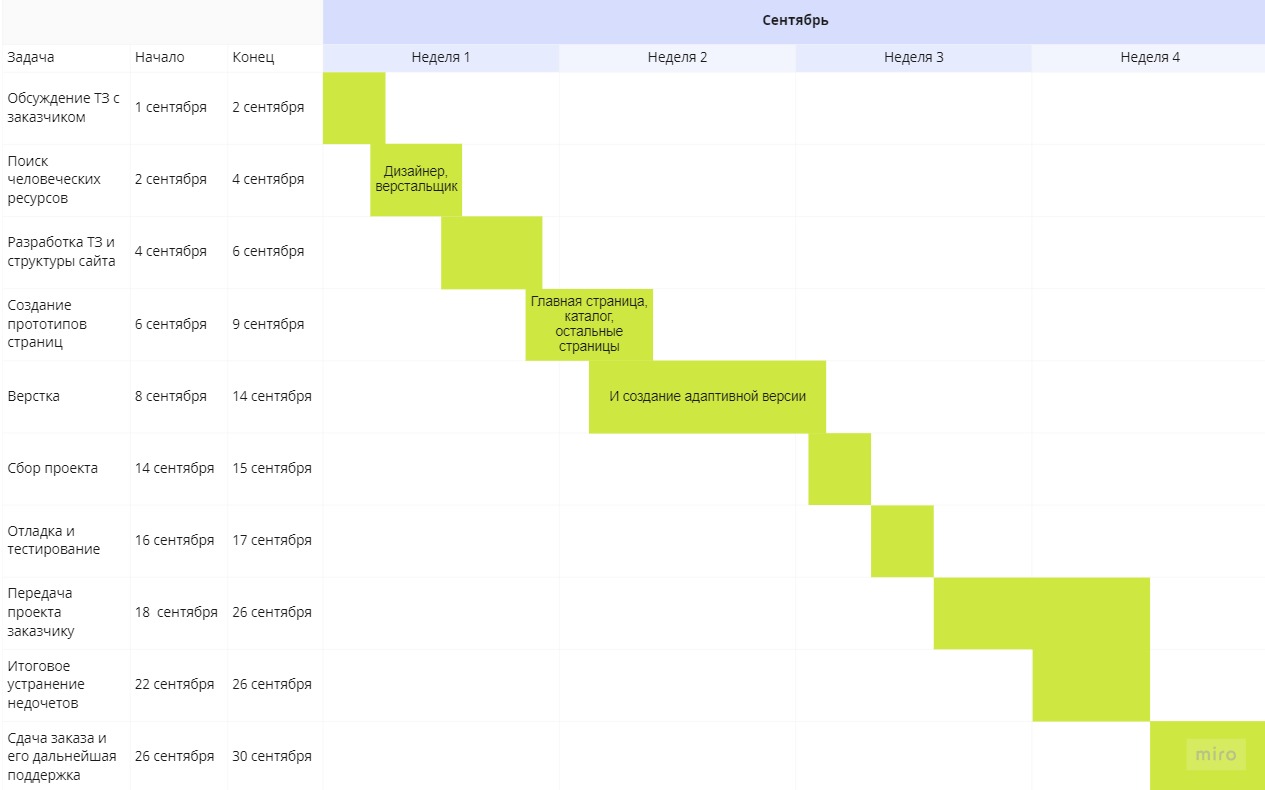 Сентябрь
Задача Начало Конец Неделя 1 Неделя 2 Неделя 3 Неделя 4
Обсуждение ТЗ с
заказчиком
1 сентября 2 сентября
Поиск
человеческих
ресурсов
2 сентября 4 сентября
Дизайнер,
верстальщик
Разработка ТЗ и
структуры сайта
4 сентября 6 сентября
Создание
прототипов
страниц
6 сентября 9 сентября
Главная страница,
каталог,
остальные
страницы
Верстка 8 сентября 14 сентября И создание адаптивной версии
Сбор проекта 14 сентября 15 сентября
Отладка и
тестирование
16 сентября 17 сентября
Передача
проекта
заказчику
18 сентября 26 сентября
Итоговое
устранение
недочетов
22 сентября 26 сентября
Сдача заказа и
его дальнейшая
поддержка
26 сентября 30 сентября
miro